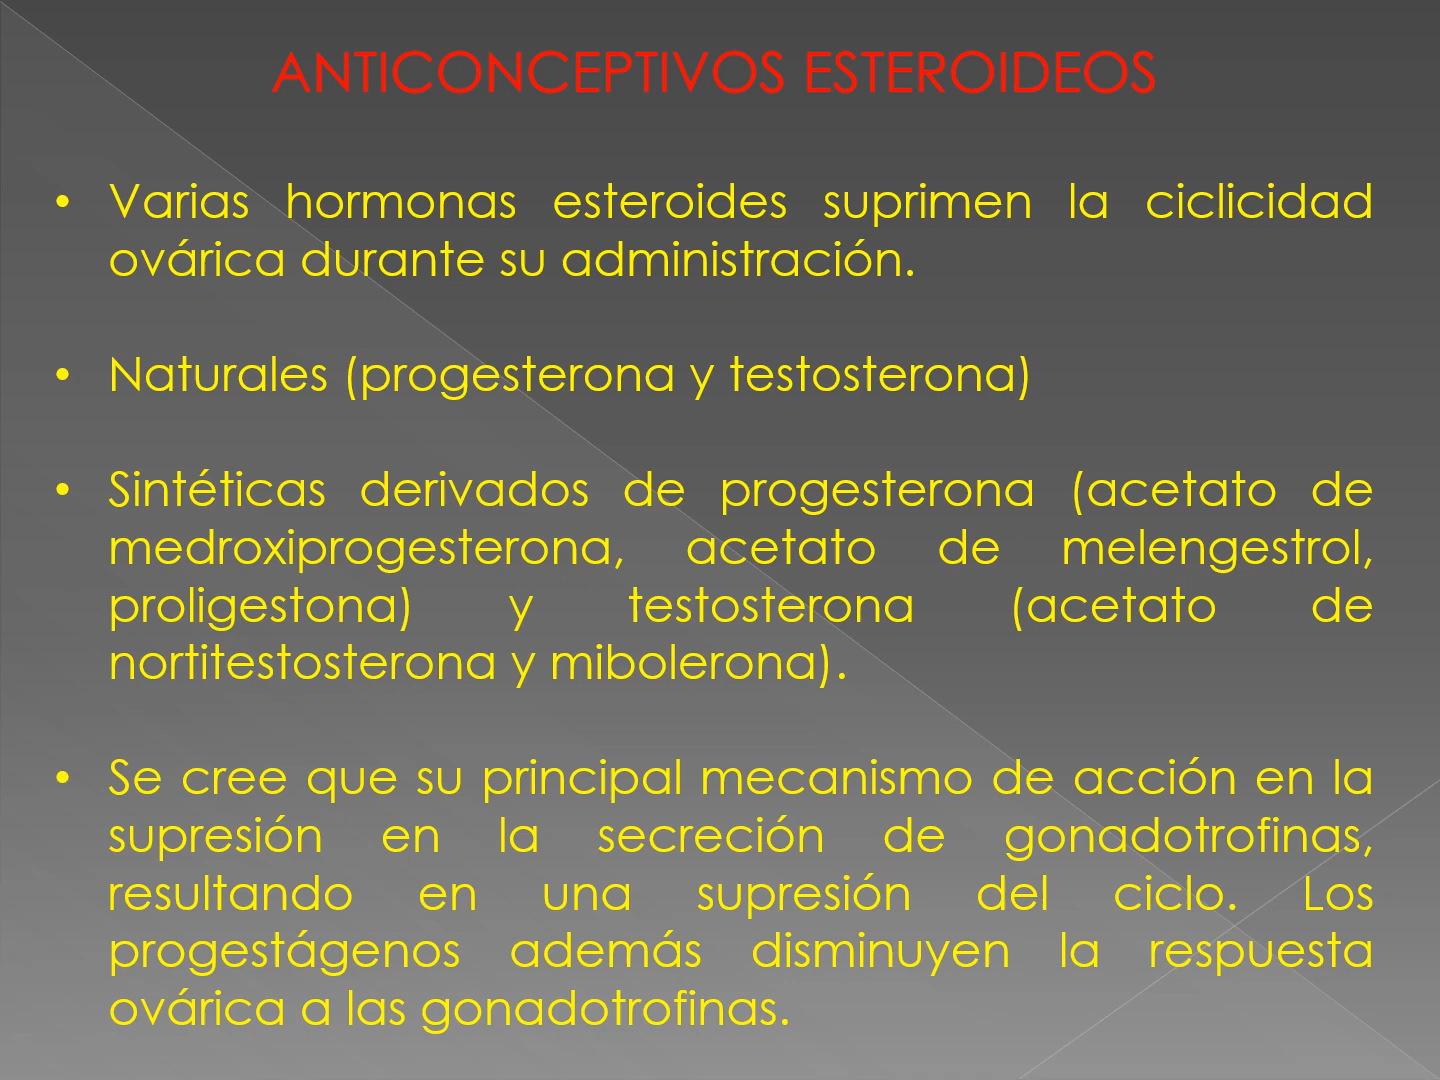 ANTICONCEPTIVOS ESTEROIDEOS
• Varias hormonas esteroides suprimen la ciclicidad
ovárica durante su administración.
• Naturales (progesterona y testosterona)
• Sintéticas derivados de progesterona (acetato de
medroxiprogesterona, acetato de melengestrol,
proligestona) y testosterona (acetato de
nortitestosterona y mibolerona).
• Se cree que su principal mecanismo de acción en la
supresión en la secreción de gonadotrofinas,
resultando en una supresión del ciclo. Los
progestágenos además disminuyen la respuesta
ovárica a las gonadotrofinas.